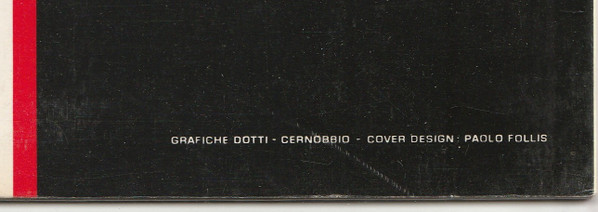 GRAFICHE DOTTI - CERNOBBIO - COVER DESIGN: PAOLO FOLLIS